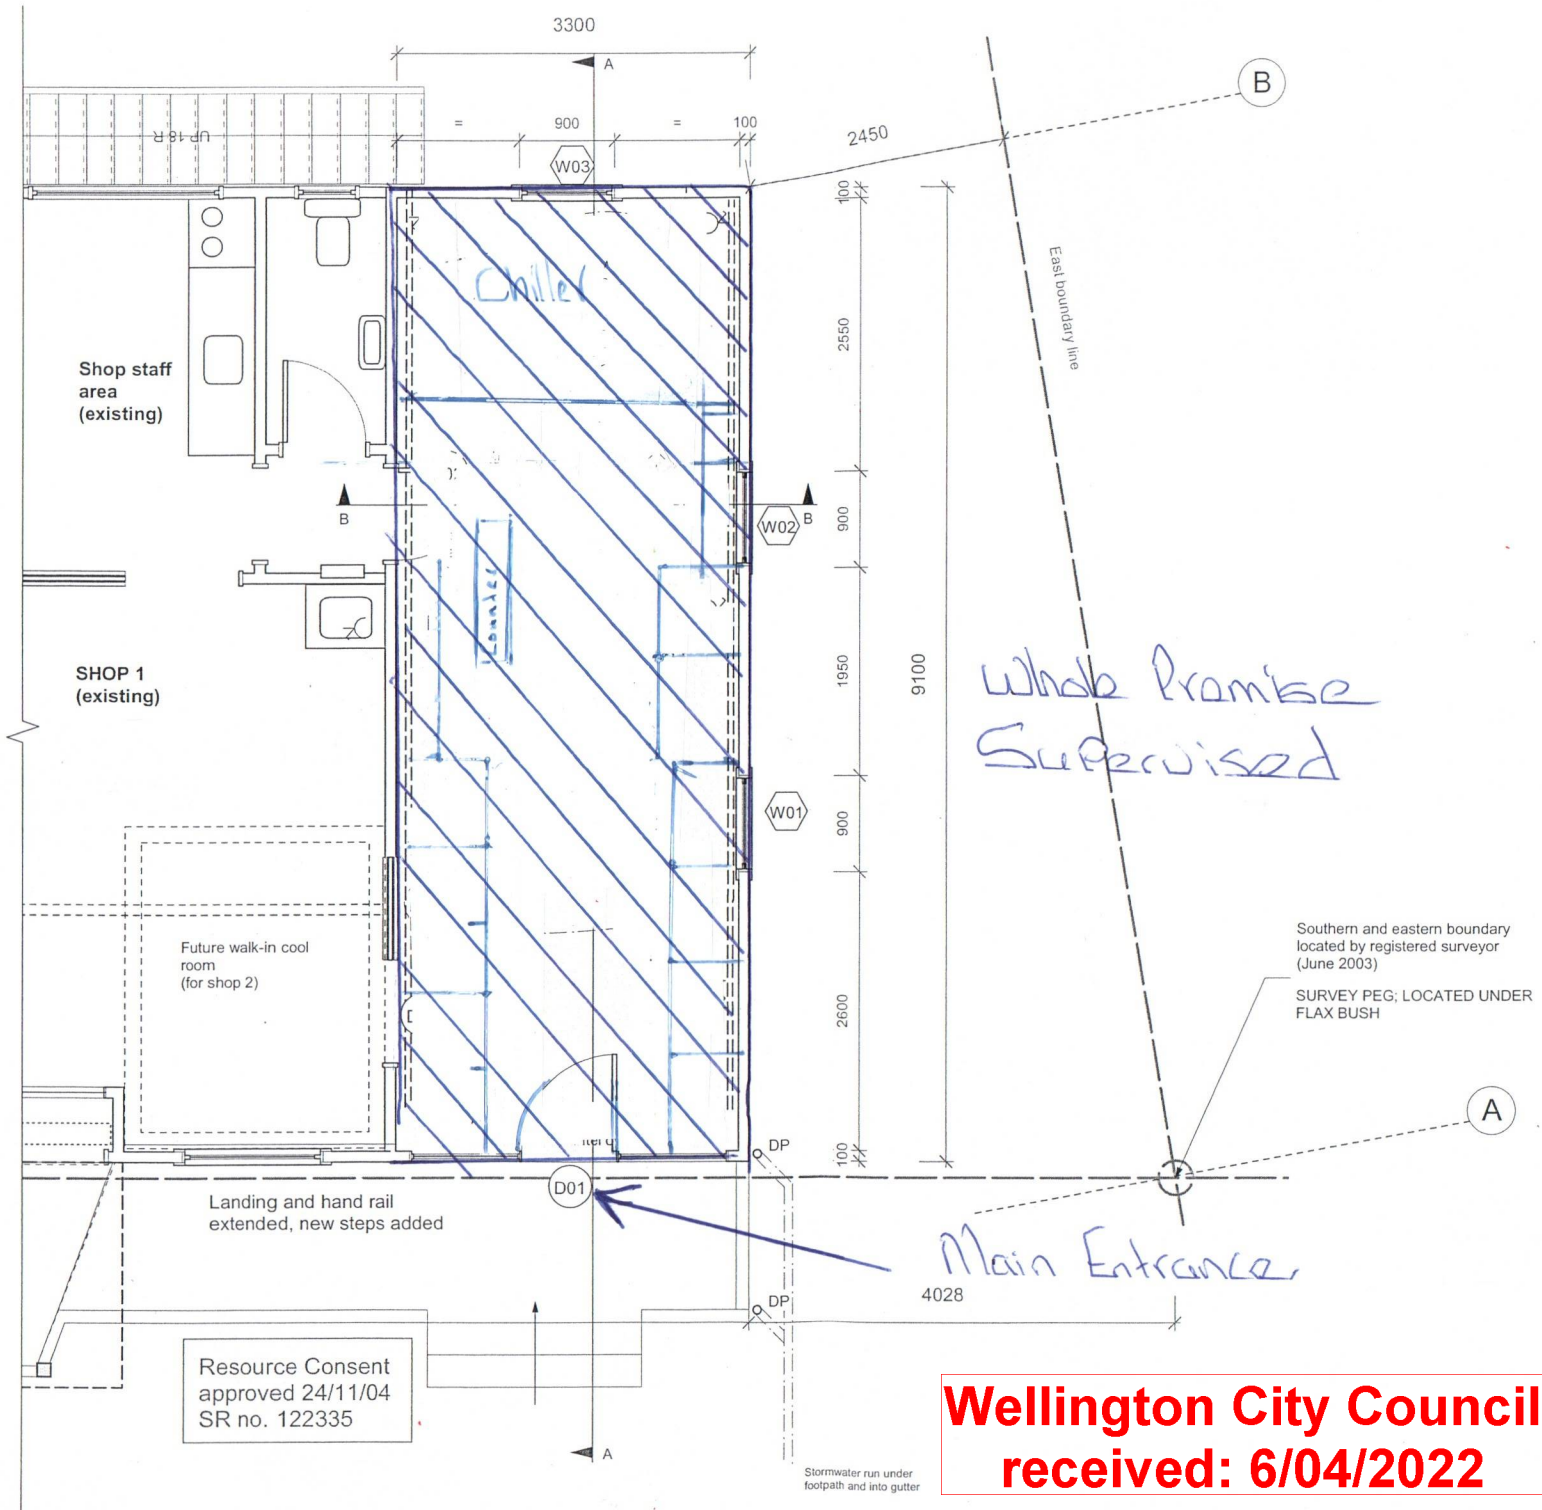 3300
A
B
UP 18 R
=
900
=
100
2450
W03
100
Chiller
East boundary line
2550
Shop staff
area
(existing)
B
W02
B
900
Counter
SHOP 1
(existing)
1950
9100
Whole Promise
Supervised
W01
900
Future walk-in cool
room
(for shop 2)
Southern and eastern boundary
located by registered surveyor
(June 2003)
SURVEY PEG; LOCATED UNDER
FLAX BUSH
2600
A
DP
100
D01
Landing and hand rail
extended, new steps added
Main Entrance
4028
DP
Resource Consent
approved 24/11/04
SR no. 122335
A
Stormwater run under
footpath and into gutter
Wellington City Council
received: 6/04/2022